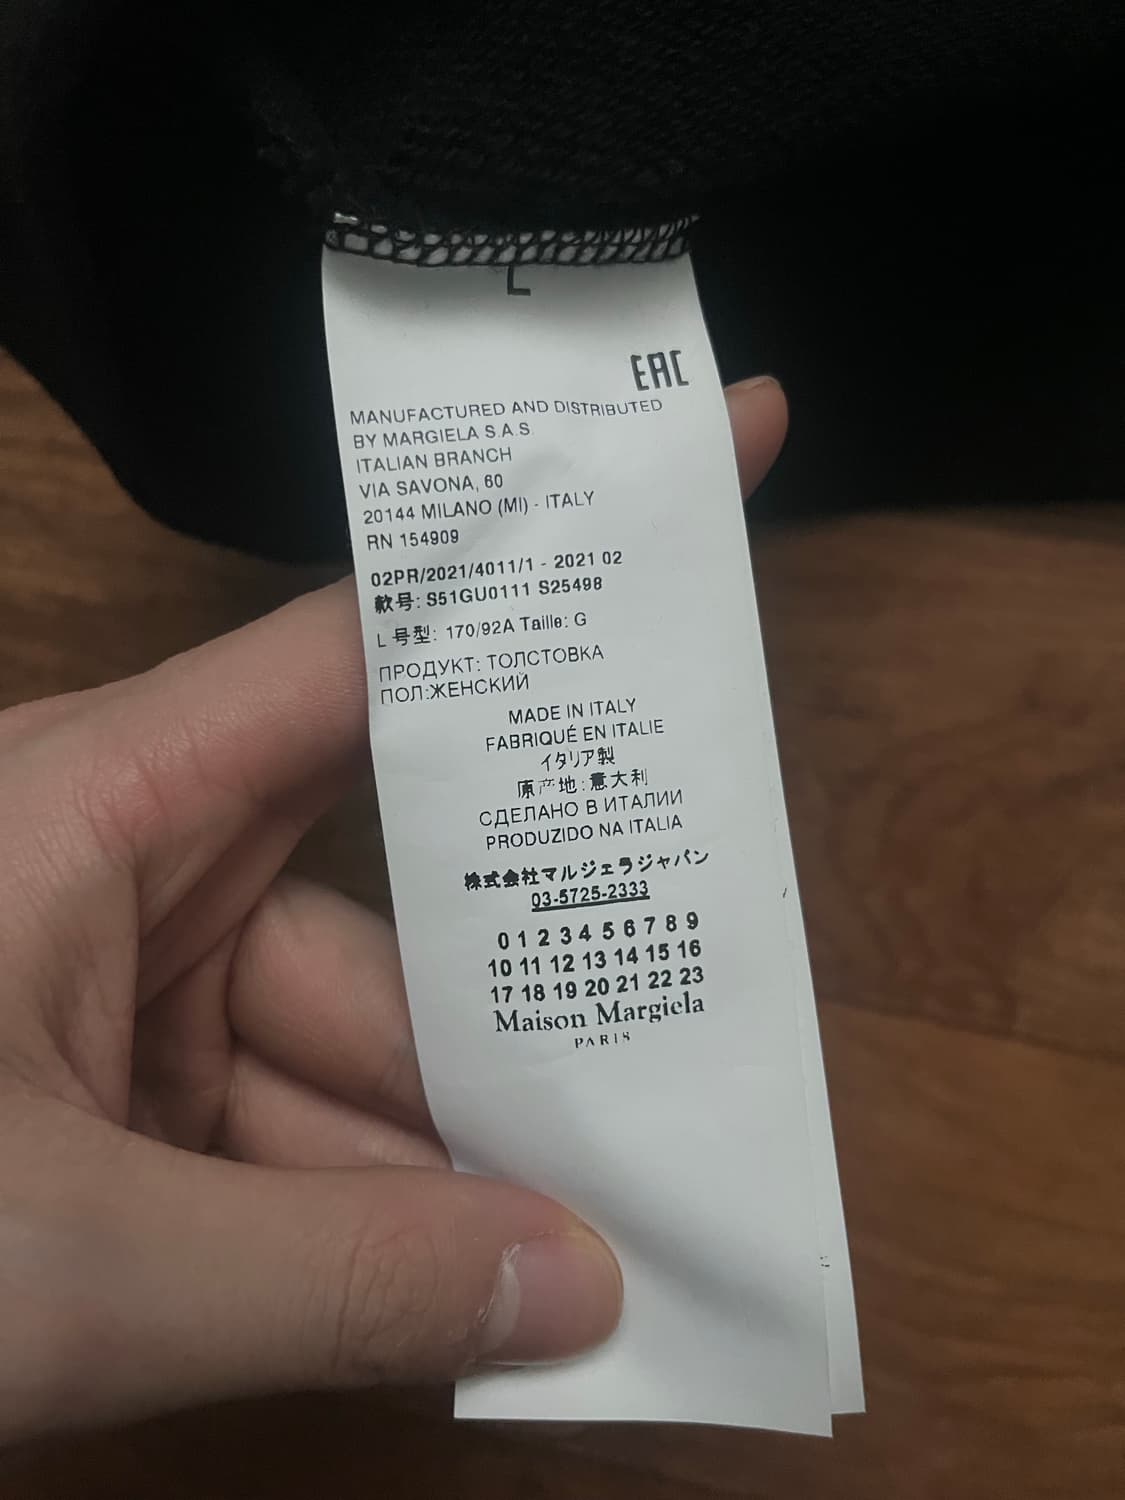 L
EAC
MANUFACTURED AND DISTRIBUTED
BY MARGIELA S.A.S.
ITALIAN BRANCH
VIA SAVONA, 60
20144 MILANO (MI) - ITALY
RN 154909
02PR/2021/4011/1 - 2021 02
款号: S51GU0111 S25498
L 号型: 170/92A Taille: G
ПРОДУКТ: ТОЛСТОВКА
ПОЛ:ЖЕНСКИЙ
MADE IN ITALY
FABRIQUÉ EN ITALIE
イタリア製
原产地:意大利
СДЕЛАНО В ИТАЛИИ
PRODUZIDO NA ITALIA
株式会社マルジェラジャパン
03-5725-2333
0 1 2 3 4 5 6 7 8 9
10 11 12 13 14 15 16
17 18 19 20 21 22 23
Maison Margiela
PARIS